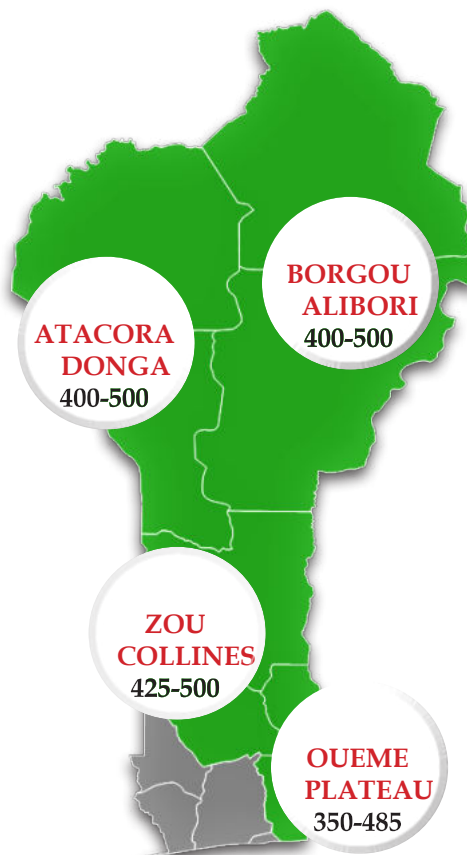 BORGOU
ALIBORI
400-500
ATACORA
DONGA
400-500
ZOU
COLLINES
425-500
OUEME
PLATEAU
350-485